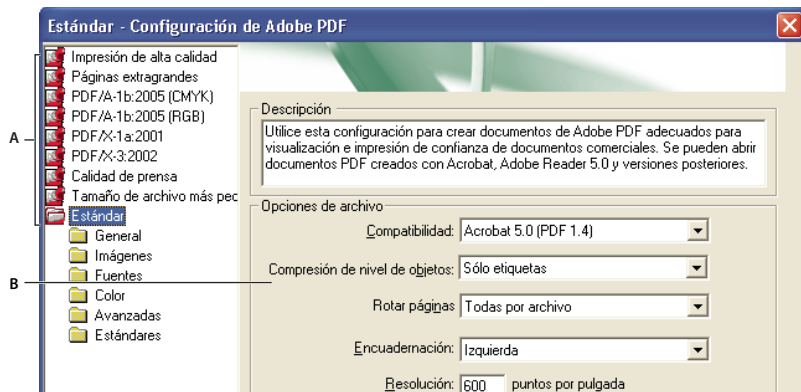 Estándar - Configuración de Adobe PDF
A
Impresión de alta calidad
Páginas extragrandes
PDF/A-1b:2005 (CMYK)
PDF/A-1b:2005 (RGB)
PDF/X-1a:2001
PDF/X-3:2002
Calidad de prensa
Tamaño de archivo más pec
Estándar
General
Imágenes
Fuentes
Color
Avanzadas
Estándares
B
Descripción
Utilice esta configuración para crear documentos de Adobe PDF adecuados para
visualización e impresión de confianza de documentos comerciales. Se pueden abrir
documentos PDF creados con Acrobat, Adobe Reader 5.0 y versiones posteriores.
Opciones de archivo
Compatibilidad: Acrobat 5.0 (PDF 1.4)
Compresión de nivel de objetos: Sólo etiquetas
Rotar páginas Todas por archivo
Encuadernación: Izquierda
Resolución: 600 puntos por pulgada